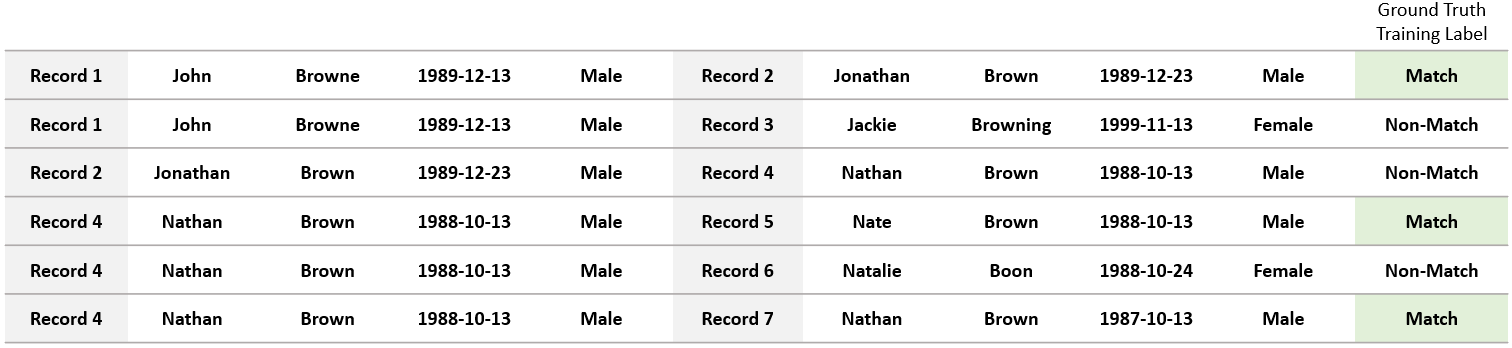 Ground Truth
Training Label
Record 1 John Browne 1989-12-13 Male Record 2 Jonathan Brown 1989-12-23 Male Match
Record 1 John Browne 1989-12-13 Male Record 3 Jackie Browning 1999-11-13 Female Non-Match
Record 2 Jonathan Brown 1989-12-23 Male Record 4 Nathan Brown 1988-10-13 Male Non-Match
Record 4 Nathan Brown 1988-10-13 Male Record 5 Nate Brown 1988-10-13 Male Match
Record 4 Nathan Brown 1988-10-13 Male Record 6 Natalie Boon 1988-10-24 Female Non-Match
Record 4 Nathan Brown 1988-10-13 Male Record 7 Nathan Brown 1987-10-13 Male Match